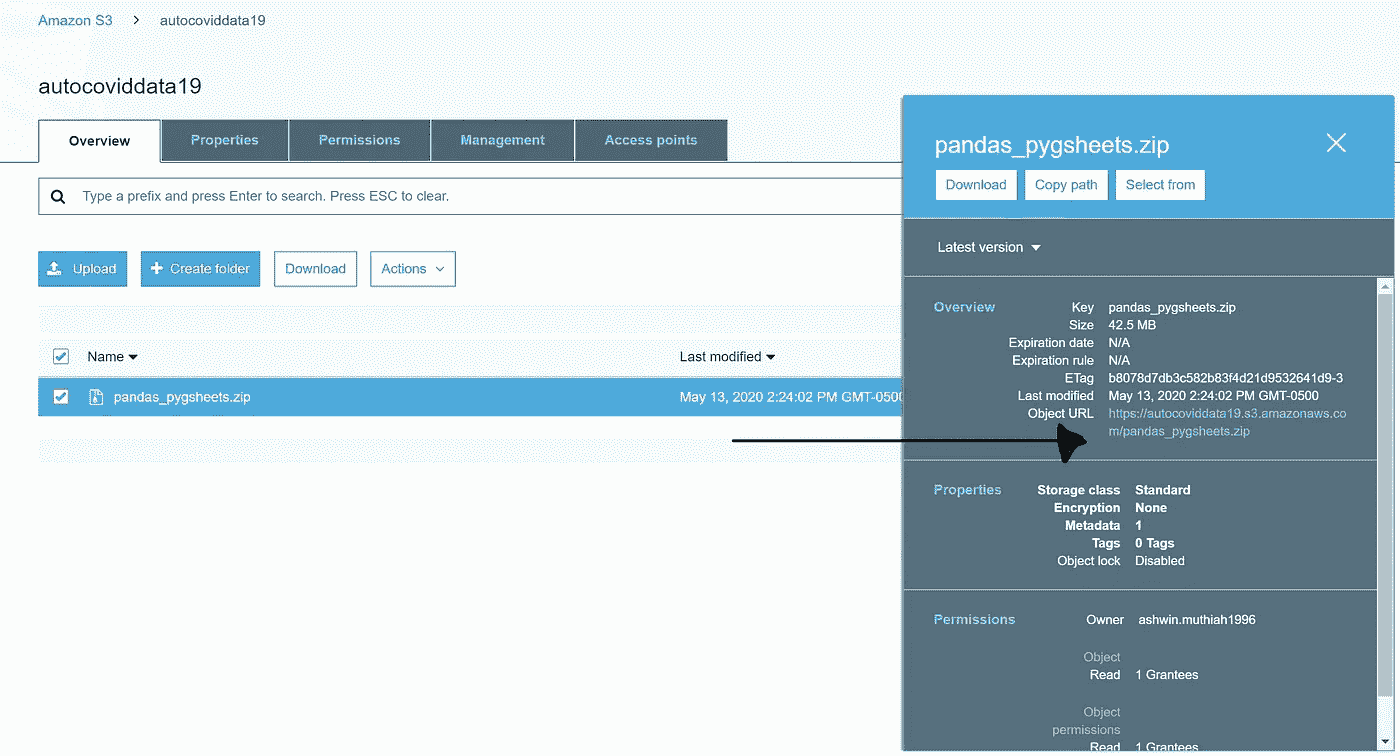 Amazon S3 > autocoviddata19
autocoviddata19
Overview Properties Permissions Management Access points
Type a prefix and press Enter to search. Press ESC to clear.
Upload + Create folder Download Actions
Name Last modified
pandas_pygsheets.zip May 13, 2020 2:24:02 PM GMT-0500
pandas_pygsheets.zip
Download Copy path Select from
Latest version
Overview Key pandas_pygsheets.zip
Size 42.5 MB
Expiration date N/A
Expiration rule N/A
ETag b8078d7db3c582b83f4d21d9532641d9-3
Last modified May 13, 2020 2:24:02 PM GMT-0500
Object URL https://autocoviddata19.s3.amazonaws.co
m/pandas_pygsheets.zip
Properties Storage class Standard
Encryption None
Metadata 1
Tags 0 Tags
Object lock Disabled
Permissions Owner ashwin.muthiah1996
Object
Read 1 Grantees
Object
permissions
Read 1 Grantees